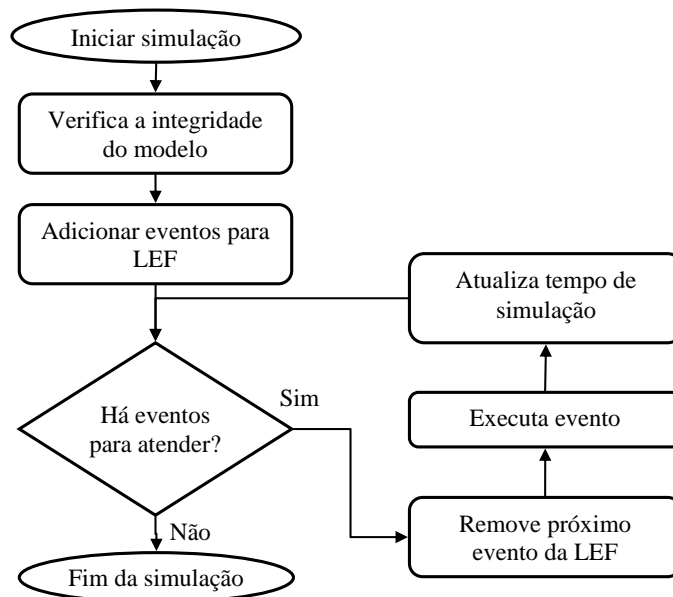 Iniciar simulação
Verifica a integridade
do modelo
Adicionar eventos para
LEF
Há eventos
para atender?
Sim
Não
Fim da simulação
Remove próximo
evento da LEF
Executa evento
Atualiza tempo de
simulação